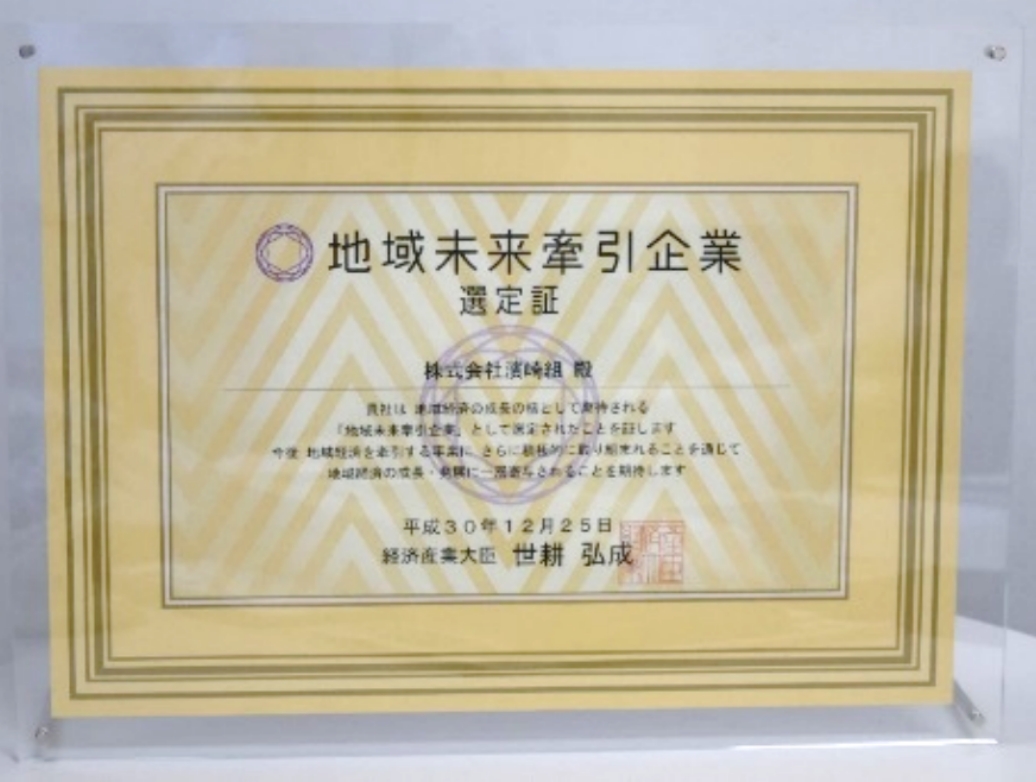 地域未来牽引企業
選定証
株式会社濱崎組 殿
貴社は 地域経済の成長の核として期待される
「地域未来牽引企業」として選定されたことを証します
今後 地域経済を牽引する事業に さらに積極的に取り組まれることを通じて
地域経済の成長・発展に一層寄与されることを期待します
平成30年12月25日
経済産業大臣 世耕 弘成